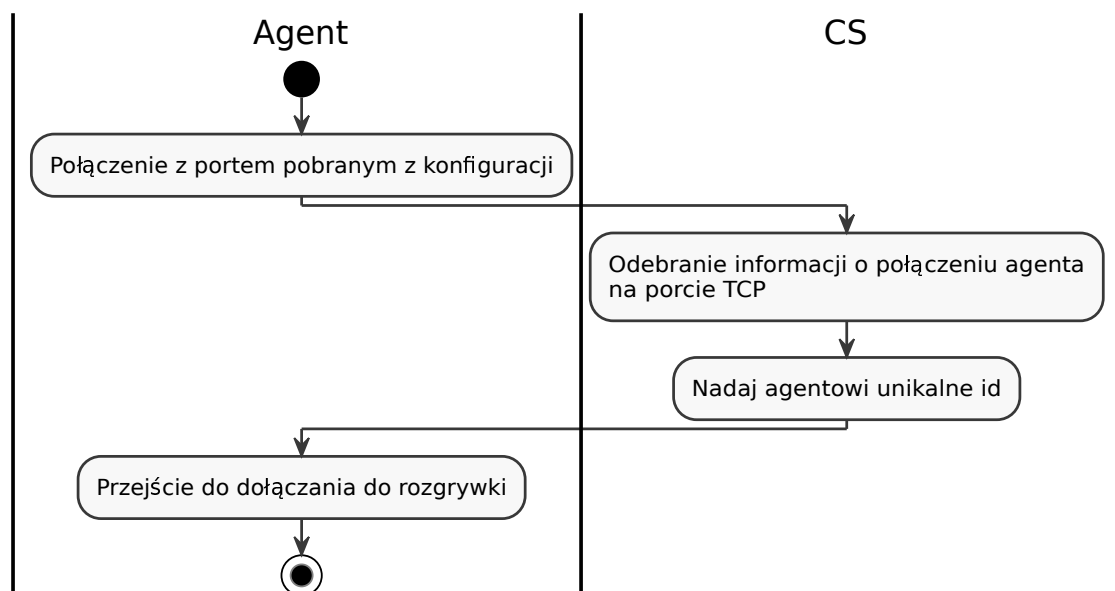 Agent
CS
Połączenie z portem pobranym z konfiguracji
Odebranie informacji o połączeniu agenta
na porcie TCP
Nadaj agentowi unikalne id
Przejście do dołączania do rozgrywki